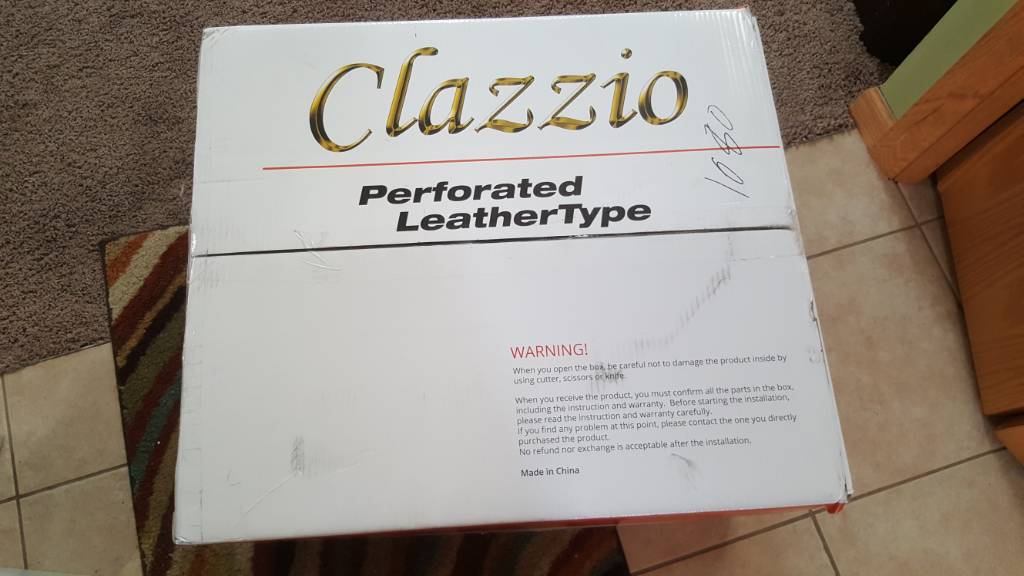 Clazzio
1080
Perforated
LeatherType
WARNING!
When you open the box, be careful not to damage the product inside by
using cutter, scissors or knife.
When you receive the product, you must confirm all the parts in the box,
including the instruction and warranty. Before starting the installation,
please read the instruction and warranty carefully.
If you find any problem at this point, please contact the one you directly
purchased the product.
No refund nor exchange is acceptable after the installation.
Made in China